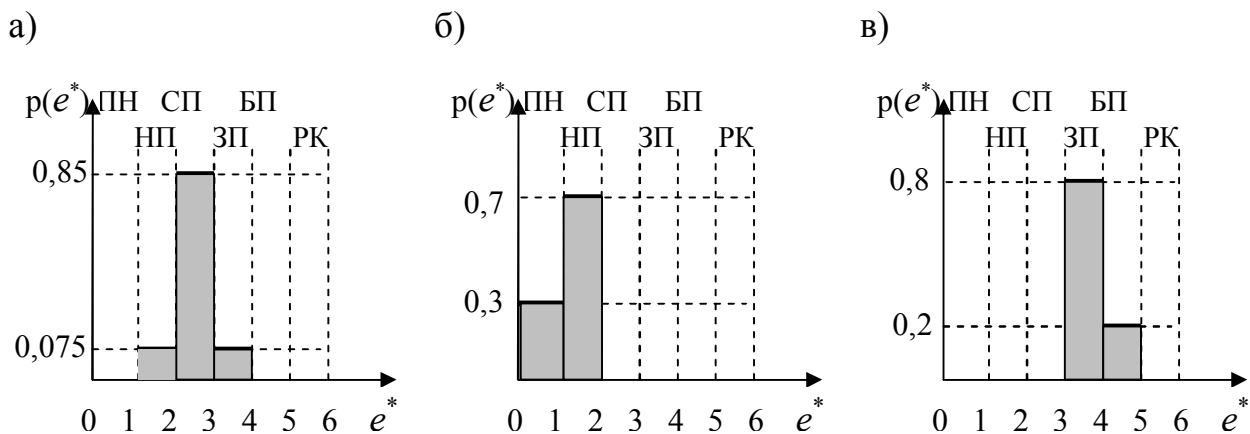 а) б) в)
p(e*) ПН СП БП p(e*) ПН СП БП p(e*) ПН СП БП
НП ЗП РК НП ЗП РК НП ЗП РК
0,85 0,7 0,8
0,3
0,075 0,2
0 1 2 3 4 5 6 e* 0 1 2 3 4 5 6 e* 0 1 2 3 4 5 6 e*